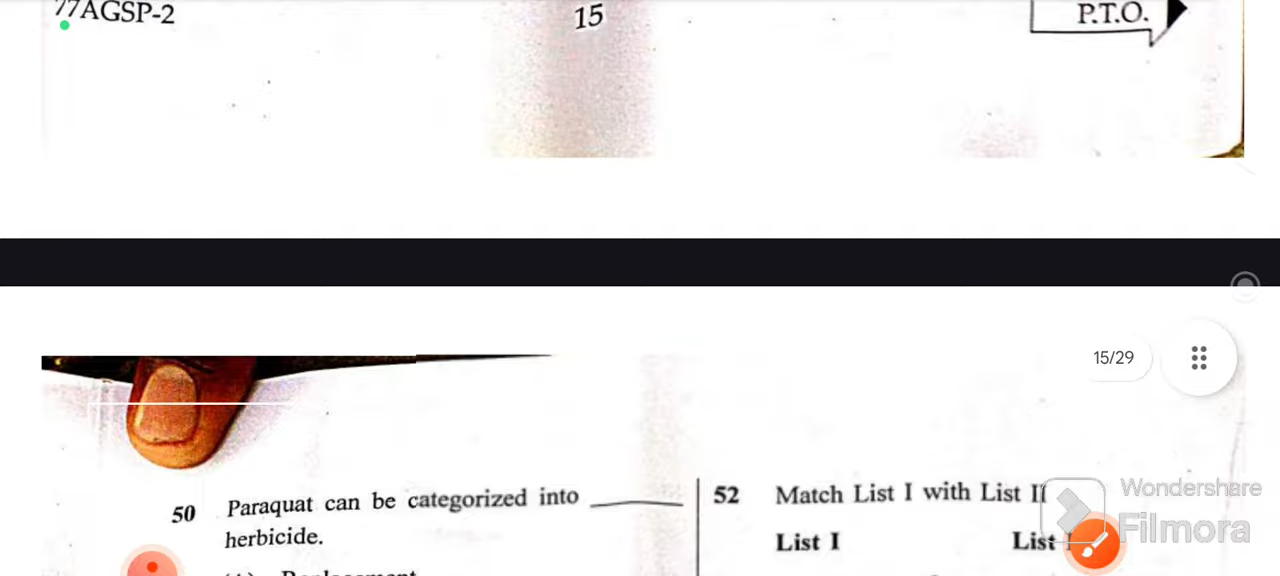 77AGSP-2
15
P.T.O.
15/29
50 Paraquat can be categorized into ______
herbicide.
52 Match List I with List II
List I List
Wondershare
Filmora